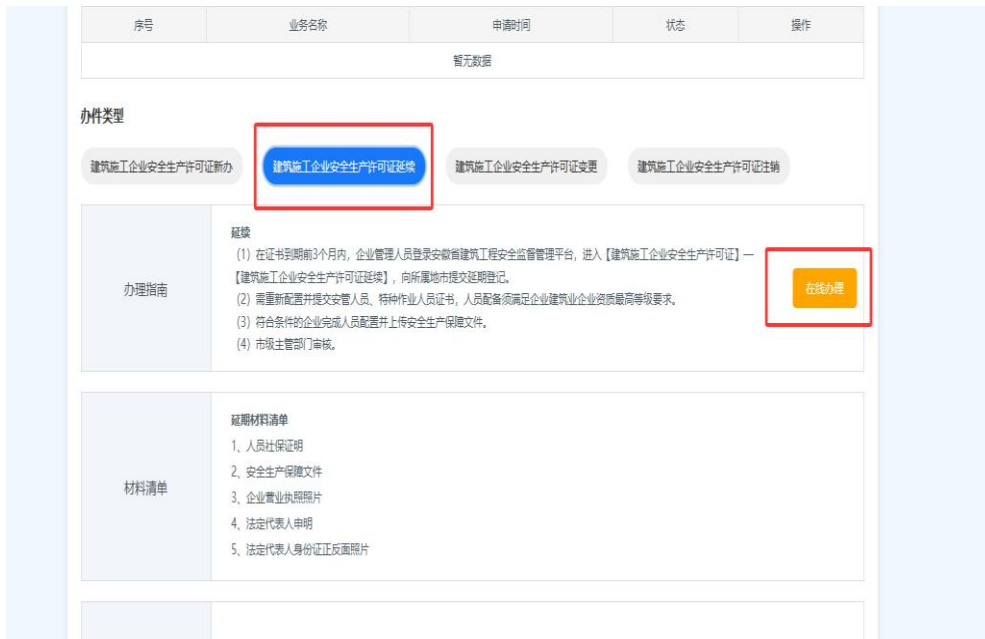 序号 业务名称 申请时间 状态 操作
暂无数据
办件类型
建筑施工企业安全生产许可证新办 建筑施工企业安全生产许可证延续 建筑施工企业安全生产许可证变更 建筑施工企业安全生产许可证注销
办理指南
延续
(1) 在证书到期前3个月内，企业管理人员登录安徽省建筑工程安全监督管理平台，进入【建筑施工企业安全生产许可证】—
【建筑施工企业安全生产许可证延续】，向所属地市提交延期登记。
(2) 需重新配置并提交安管人员、特种作业人员证书，人员配备须满足企业建筑业企业资质最高等级要求。
(3) 符合条件的企业完成人员配置并上传安全生产保障文件。
(4) 市级主管部门审核。
在线办理
材料清单
延期材料清单
1、人员社保证明
2、安全生产保障文件
3、企业营业执照照片
4、法定代表人申明
5、法定代表人身份证正反面照片